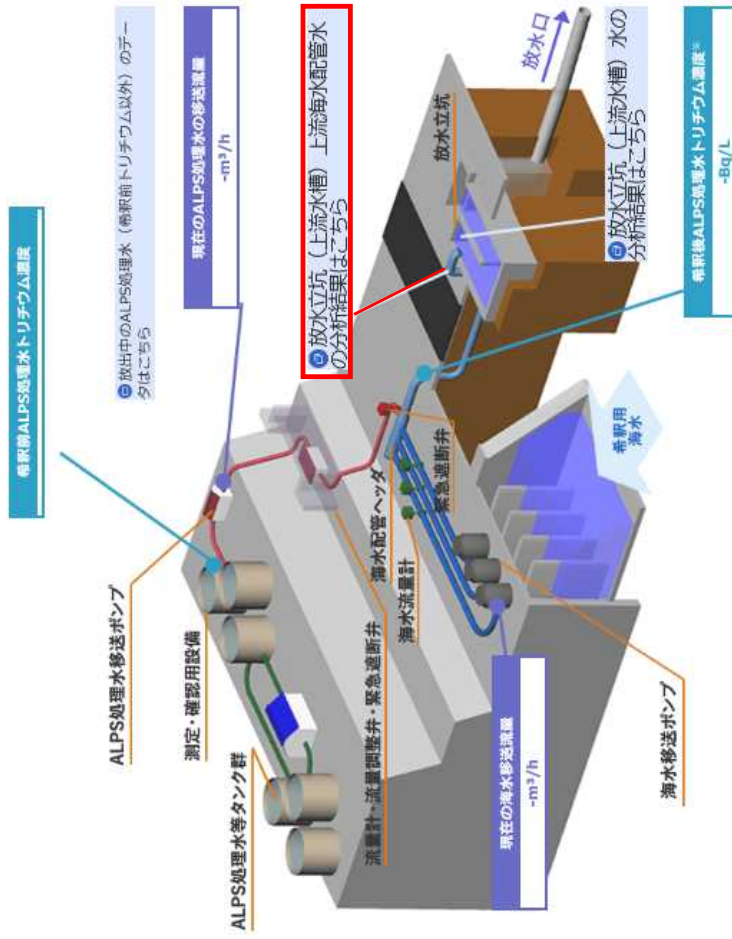 希釈前ALPS処理水トリチウム濃度
放出中のALPS処理水（希釈前トリチウム以外）のデー
タはこちら
現在のALPS処理水の移送流量
-m³/h
ALPS処理水移送ポンプ
測定・確認用設備
ALPS処理水等タンク群
放水立坑（上流水槽）上流海水配管水
の分析結果はこちら
流量計・流量調整弁・緊急遮断弁
海水配管ヘッダ
海水流量計
緊急遮断弁
放水立坑
放水口
放水立坑（上流水槽）水の
分析結果はこちら
希釈用
海水
現在の海水移送流量
-m³/h
海水移送ポンプ
希釈後ALPS処理水トリチウム濃度※
-Bq/L